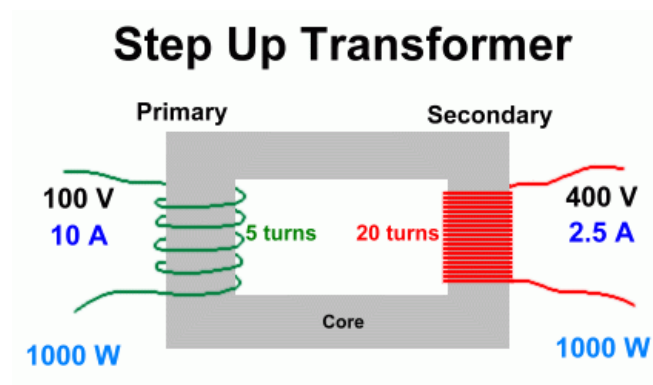 Step Up Transformer
Primary
Secondary
100 V
10 A
5 turns
20 turns
400 V
2.5 A
Core
1000 W
1000 W